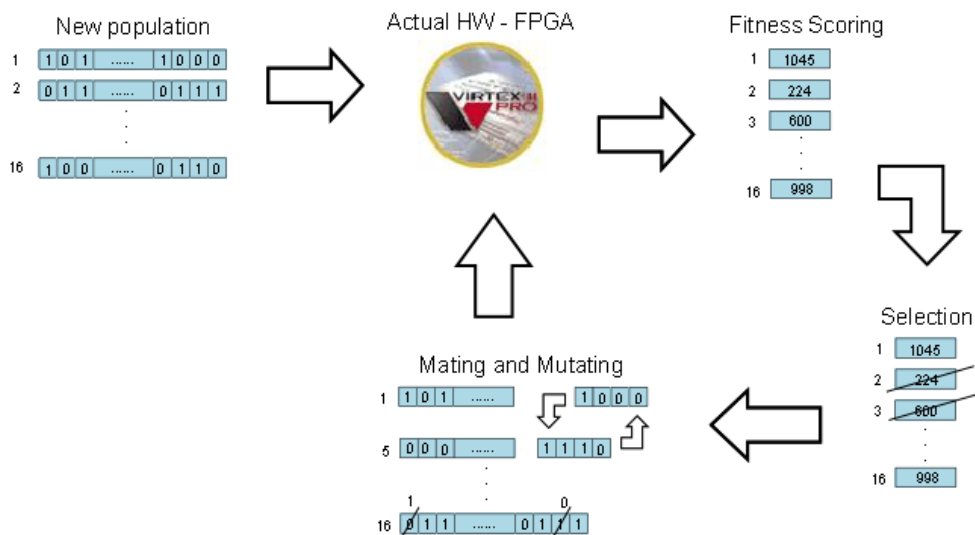 New population
1 1 0 1 ...... 1 0 0 0
2 0 1 1 ...... 0 1 1 1
16 1 0 0 ...... 0 1 1 0
Actual HW - FPGA
VIRTEX-II
PRO
Fitness Scoring
1 1045
2 224
3 600
16 998
Selection
1 1045
2 224
3 600
16 998
Mating and Mutating
1 1 0 1 ...... 1 0 0 0
5 0 0 0 ...... 1 1 1 0
1 0
16 0 1 1 ...... 0 1 1 1